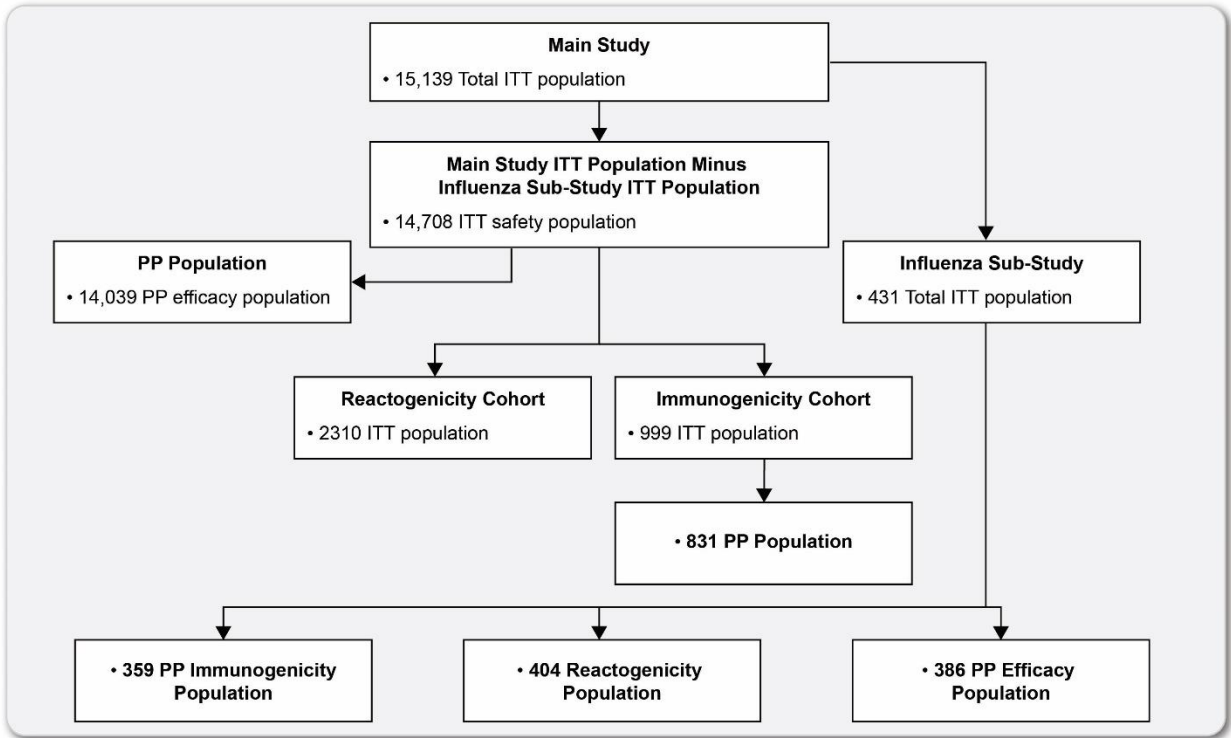 Main Study
• 15,139 Total ITT population
Main Study ITT Population Minus
Influenza Sub-Study ITT Population
• 14,708 ITT safety population
PP Population
• 14,039 PP efficacy population
Influenza Sub-Study
• 431 Total ITT population
Reactogenicity Cohort
• 2310 ITT population
Immunogenicity Cohort
• 999 ITT population
• 831 PP Population
• 359 PP Immunogenicity
Population
• 404 Reactogenicity
Population
• 386 PP Efficacy
Population